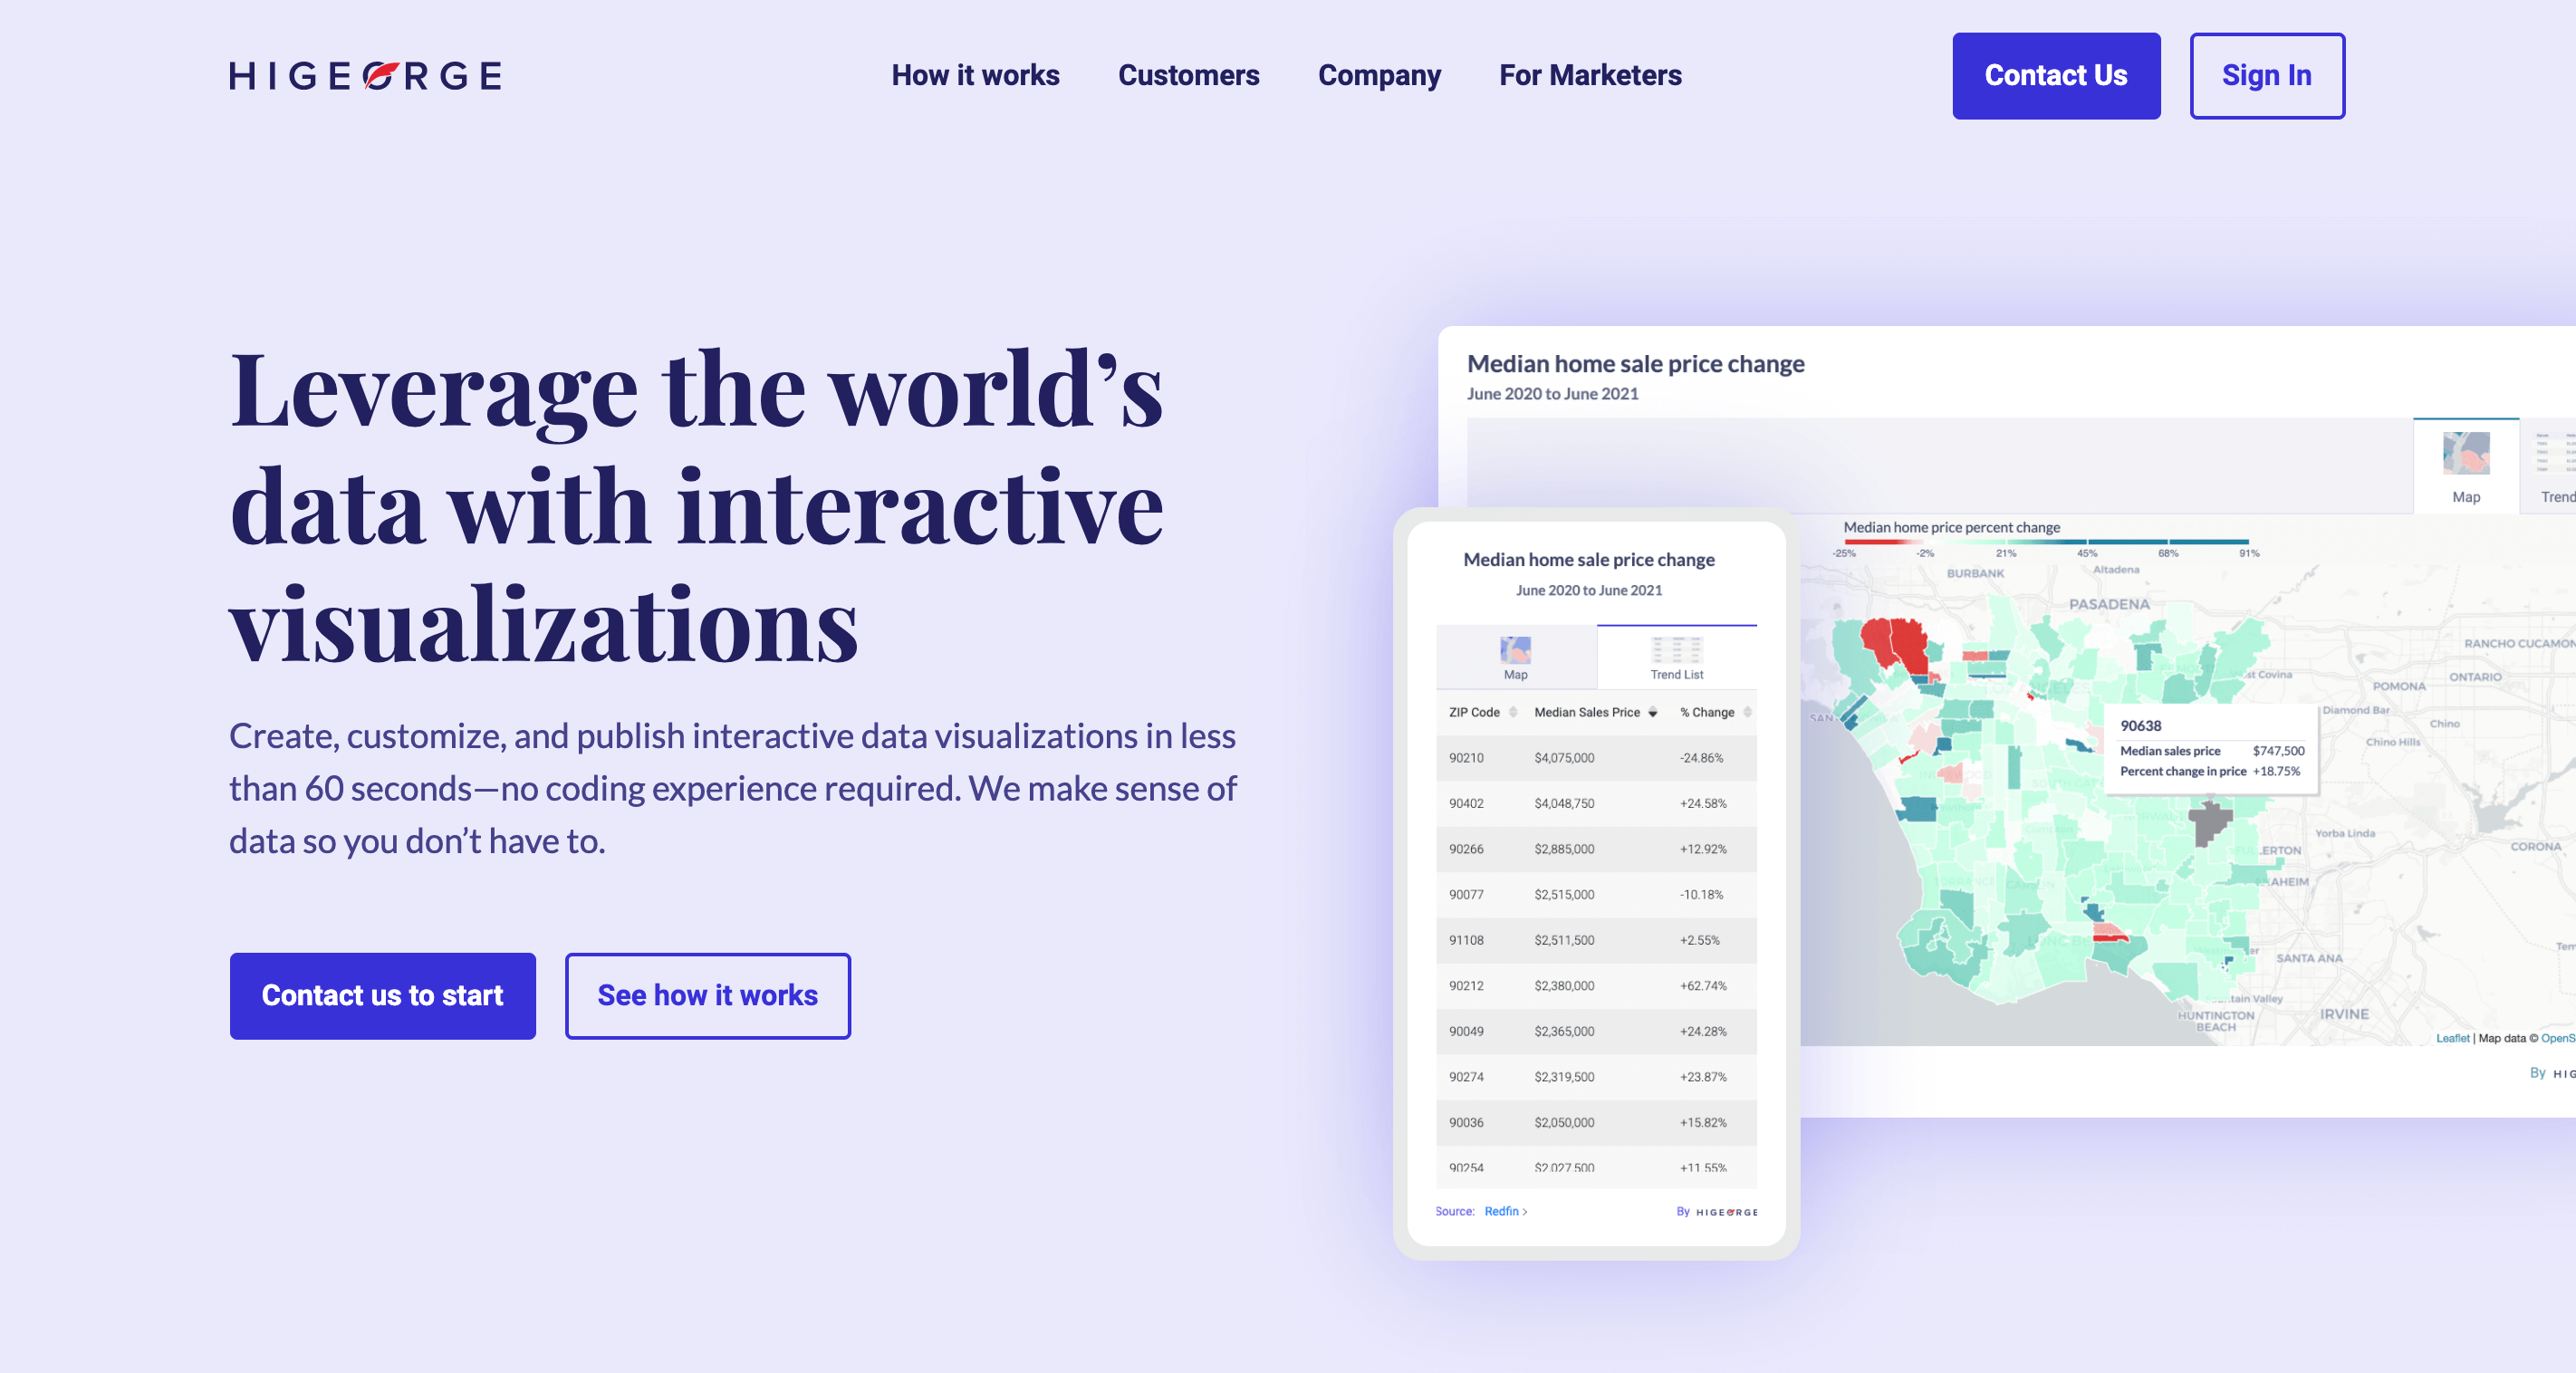 HIGEORGE
How it works
Customers
Company
For Marketers
Contact Us
Sign In
Leverage the world’s
data with interactive
visualizations
Create, customize, and publish interactive data visualizations in less
than 60 seconds—no coding experience required. We make sense of
data so you don’t have to.
Contact us to start
See how it works
Median home sale price change
June 2020 to June 2021
Map
Trend
Median home price percent change
-25% -2% 21% 45% 68% 91%
BURBANK
Altadena
PASADENA
RANCHO CUCAMON
st Covina
ONTARIO
POMONA
SAN
Diamond Bar
Chino
Chino Hills
90638
Median sales price $747,500
Percent change in price +18.75%
Yorba Linda
CORONA
ERTON
AHEIM
SANTA ANA
tain Valley
HUNTINGTON
BEACH
IRVINE
Tem
Leaflet | Map data © OpenS
By HIG
Median home sale price change
June 2020 to June 2021
Map
Trend List
ZIP Code Median Sales Price % Change
90210 $4,075,000 -24.86%
90402 $4,048,750 +24.58%
90266 $2,885,000 +12.92%
90077 $2,515,000 -10.18%
91108 $2,511,500 +2.55%
90212 $2,380,000 +62.74%
90049 $2,365,000 +24.28%
90274 $2,319,500 +23.87%
90036 $2,050,000 +15.82%
90254 $2,027,500 +11.55%
Source: Redfin >
By HIGEORGE